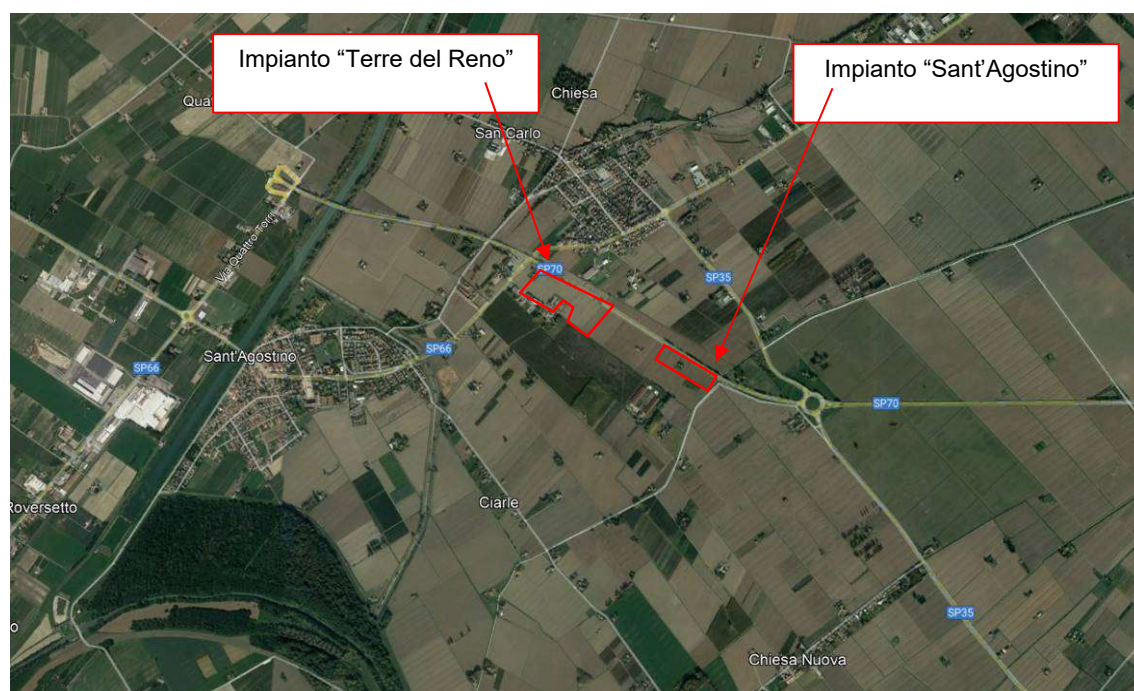 Impianto “Terre del Reno”
Impianto “Sant’Agostino”
Chiesa
Qua
San Carlo
Via Quattro Torri
SP70
SP35
Sant'Agostino
SP66
SP66
SP70
Roversetto
Ciarle
o
SP35
Chiesa Nuova